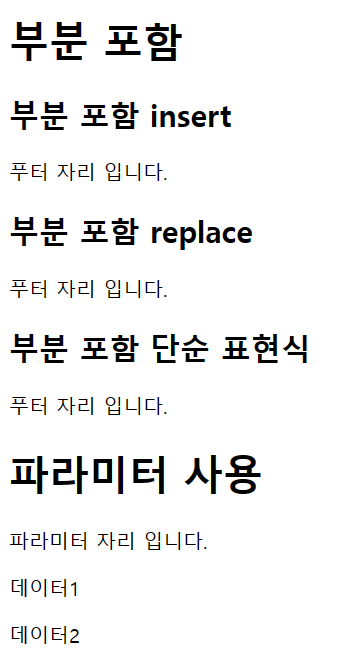 부분 포함
부분 포함 insert
푸터 자리 입니다.
부분 포함 replace
푸터 자리 입니다.
부분 포함 단순 표현식
푸터 자리 입니다.
파라미터 사용
파라미터 자리 입니다.
데이터1
데이터2